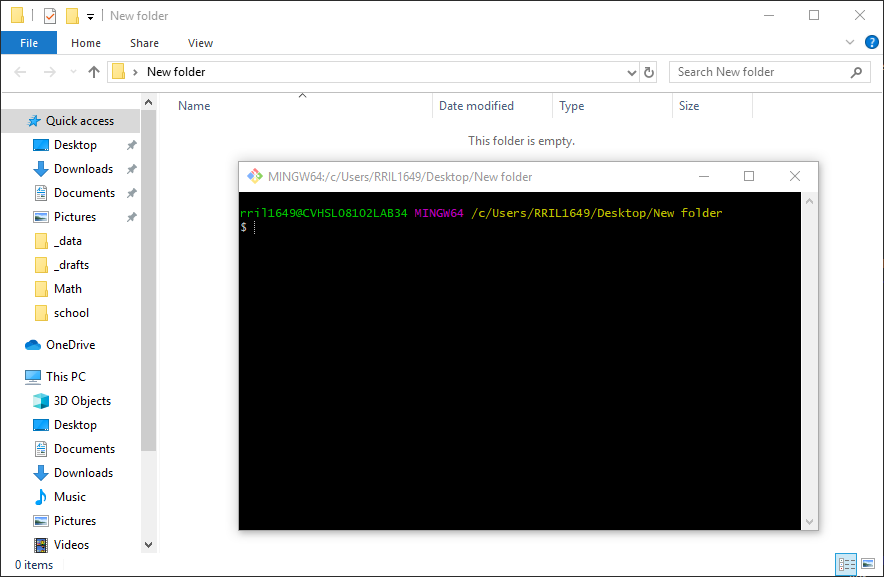 New folder
File Home Share View
New folder
Search New folder
Name Date modified Type Size
This folder is empty.
Quick access
Desktop
Downloads
Documents
Pictures
_data
_drafts
Math
school
OneDrive
This PC
3D Objects
Desktop
Documents
Downloads
Music
Pictures
Videos
0 items
MINGW64:/c/Users/RRIL1649/Desktop/New folder
rril1649@CVHSL081O2LAB34 MINGW64 /c/Users/RRIL1649/Desktop/New folder
$